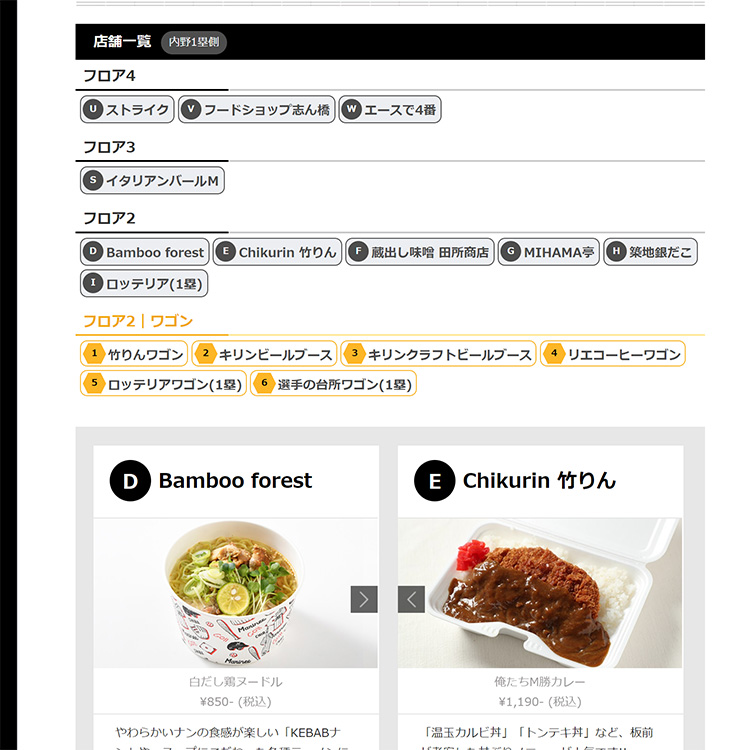 店舗一覧 内野1塁側
フロア4
U ストライク V フードショップ志ん橋 W エースで4番
フロア3
S イタリアンバールM
フロア2
D Bamboo forest E Chikurin 竹りん F 蔵出し味噌 田所商店 G MIHAMA亭 H 築地銀だこ
I ロッテリア(1塁)
フロア2｜ワゴン
1 竹りんワゴン 2 キリンビールブース 3 キリンクラフトビールブース 4 リエコーヒーワゴン
5 ロッテリアワゴン(1塁) 6 選手の台所ワゴン(1塁)
D Bamboo forest
Marines
Marines
白だし鶏ヌードル
¥850- (税込)
やわらかいナンの食感が楽しい「KEBABナ
E Chikurin 竹りん
俺たちM勝カレー
¥1,190- (税込)
「温玉カルビ丼」「トンテキ丼」など、板前